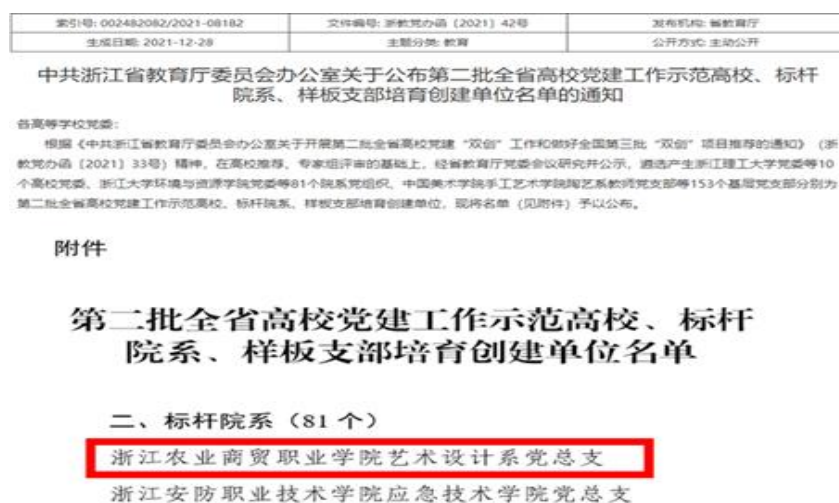 索引号: 002482082/2021-08182 文件编号: 浙教党办函〔2021〕42号 发布机构: 省教育厅
生成日期: 2021-12-28 主题分类: 教育 公开方式: 主动公开
中共浙江省教育厅委员会办公室关于公布第二批全省高校党建工作示范高校、标杆
院系、样板支部培育创建单位名单的通知
各高等学校党委：
根据《中共浙江省教育厅委员会办公室关于开展第二批全省高校党建“双创”工作和做好全国第三批“双创”项目推荐的通知》（浙
教党办函〔2021〕33号）精神，在高校推荐、专家组评审的基础上，经省教育厅党委会议研究并公示，遴选产生浙江理工大学党委等10
个高校党委、浙江大学环境与资源学院党委等81个院系党组织、中国美术学院手工艺术学院陶艺系教师党支部等153个基层党支部分别为
第二批全省高校党建工作示范高校、标杆院系、样板支部培育创建单位，现将名单（见附件）予以公布。
附件
第二批全省高校党建工作示范高校、标杆
院系、样板支部培育创建单位名单
二、标杆院系（81 个）
浙江农业商贸职业学院艺术设计系党总支
浙江安防职业技术学院应急技术学院党总支